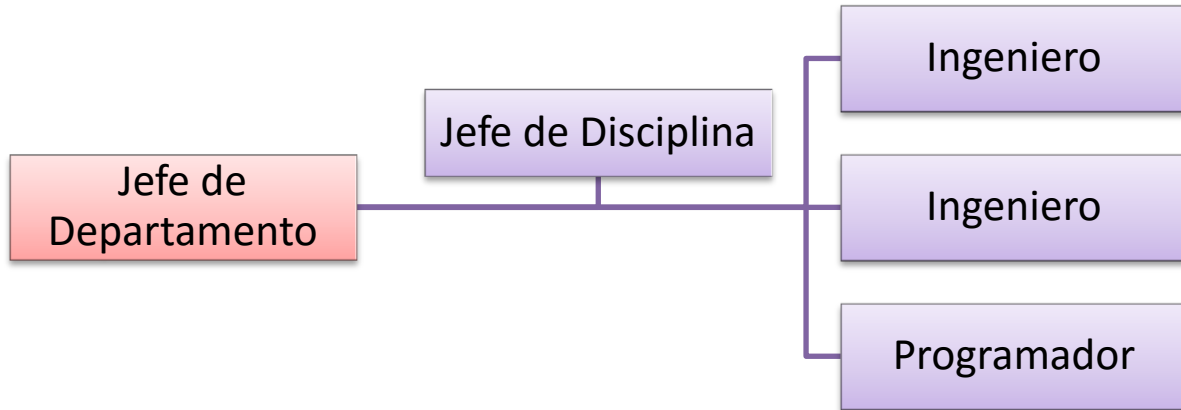 Jefe de
Departamento
Jefe de Disciplina
Ingeniero
Ingeniero
Programador